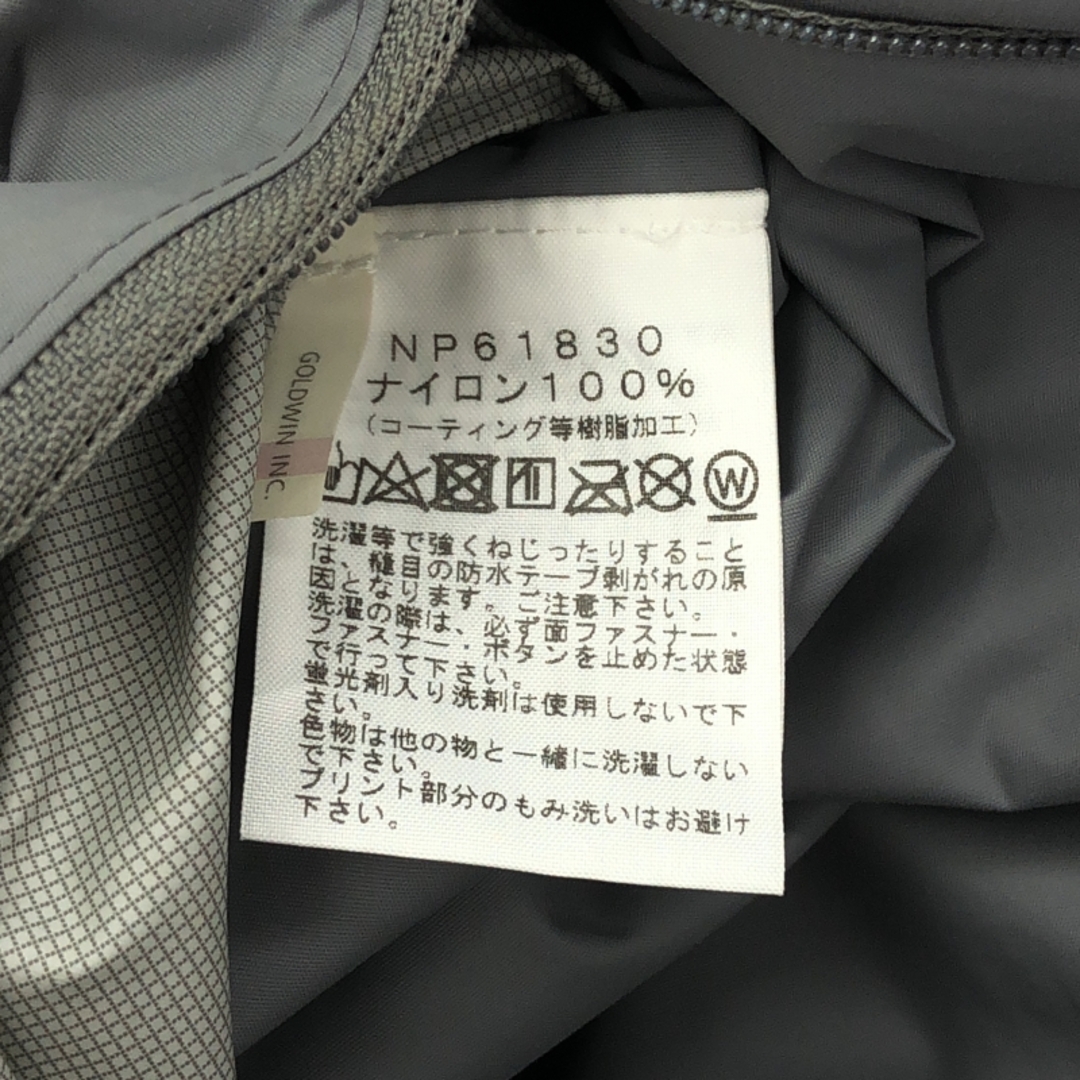 NP61830
ナイロン100%
(コーティング等樹脂加工)
W
洗濯等で強くねじったりすること
は、縫目の防水テープ剥がれの原
因となります。ご注意下さい。
洗濯の際は、必ず面ファスナー・
ファスナー・ボタンを止めた状態
で行って下さい。
蛍光剤入り洗剤は使用しないで下
さい。
色物は他の物と一緒に洗濯しない
で下さい。
プリント部分のもみ洗いはお避け
下さい。
GOLDWIN INC.